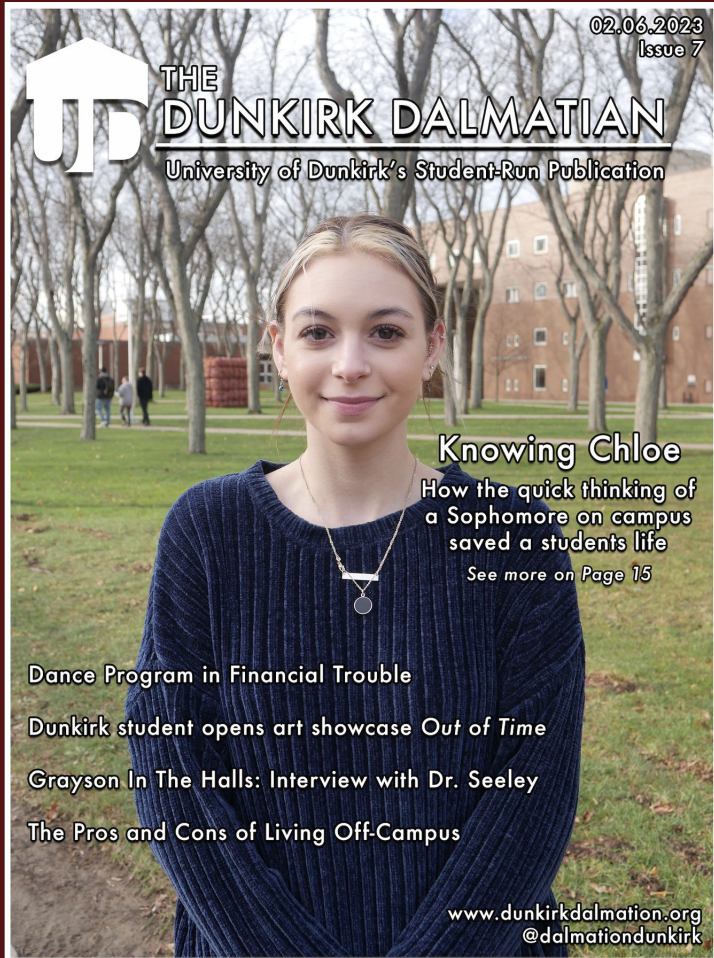 02.06.2023
Issue 7
UD
THE
DUNKIRK DALMATIAN
University of Dunkirk's Student-Run Publication
Knowing Chloe
How the quick thinking of
a Sophomore on campus
saved a students life
See more on Page 15
Dance Program in Financial Trouble
Dunkirk student opens art showcase Out of Time
Grayson In The Halls: Interview with Dr. Seeley
The Pros and Cons of Living Off-Campus
www.dunkirkdalmation.org
@dalmationdunkirk